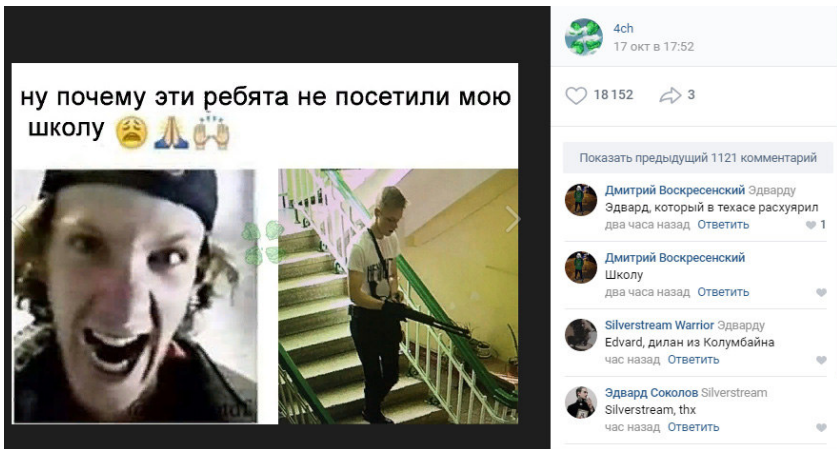 ну почему эти ребята не посетили мою
школу
4ch
17 окт в 17:52
18152 3
Показать предыдущий 1121 комментарий
Дмитрий Воскресенский Эдварду
Эдвард, который в техасе расхуярил
два часа назад Ответить 1
Дмитрий Воскресенский
Школу
два часа назад Ответить
Silverstream Warrior Эдварду
Edvard, дилан из Колумбайна
час назад Ответить
Эдвард Соколов Silverstream
Silverstream, thx
час назад Ответить